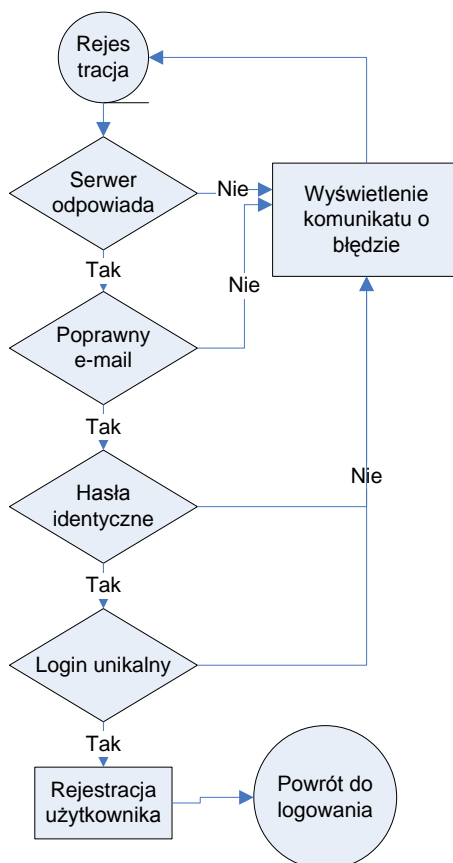 Rejes
tracja
Serwer
odpowiada
Nie
Wyświetlenie
komunikatu o
błędzie
Tak
Nie
Poprawny
e-mail
Tak
Nie
Hasła
identyczne
Tak
Login unikalny
Tak
Rejestracja
użytkownika
Powrót do
logowania